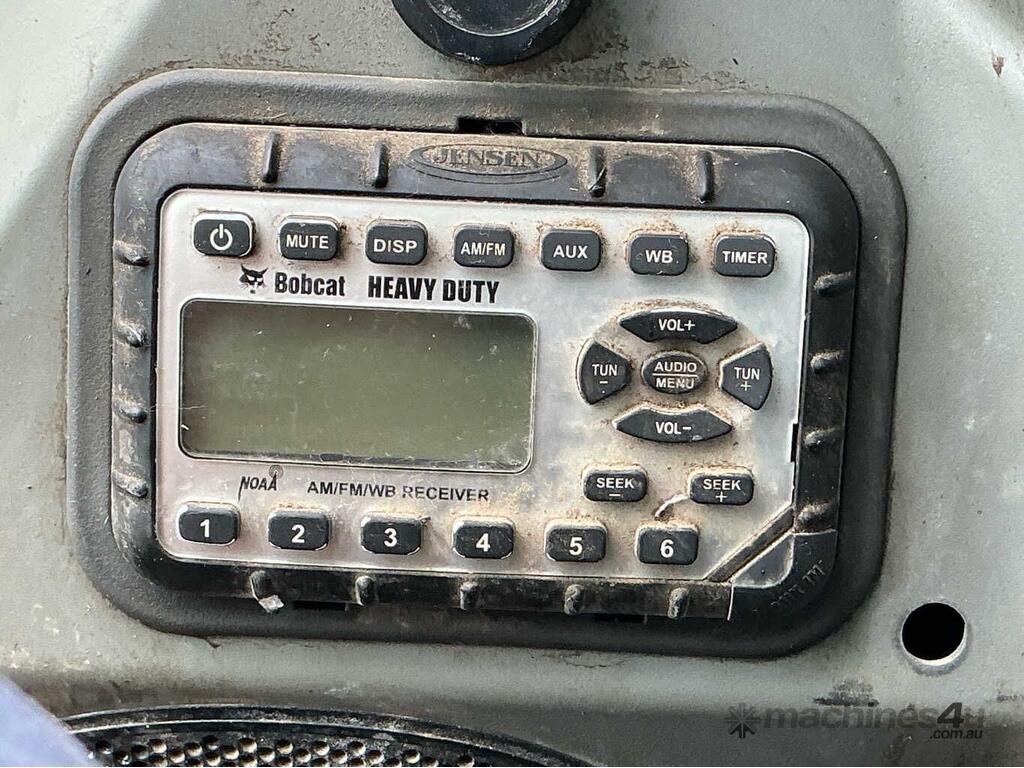 JENSEN
MUTE DISP AM/FM AUX WB TIMER
Bobcat HEAVY DUTY
VOL+
TUN - AUDIO MENU TUN +
VOL-
SEEK - SEEK +
NOAA AM/FM/WB RECEIVER
1 2 3 4 5 6
machines4u
.com.au